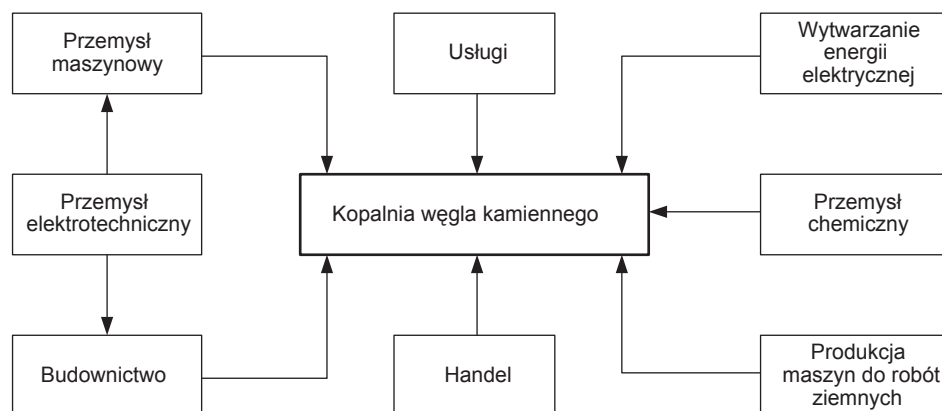 Przemysł
maszynowy
Usługi
Wytwarzanie
energii
elektrycznej
Przemysł
elektrotechniczny
Kopalnia węgla kamiennego
Przemysł
chemiczny
Budownictwo
Handel
Produkcja
maszyn do robót
ziemnych